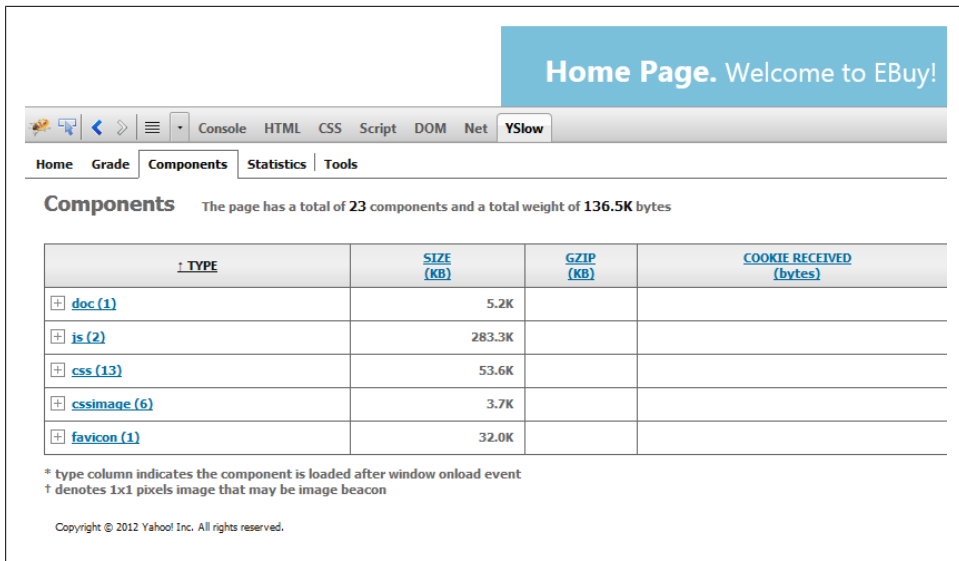 Home Page. Welcome to EBuy!
Console HTML CSS Script DOM Net YSlow
Home Grade Components Statistics Tools
Components The page has a total of 23 components and a total weight of 136.5K bytes
↑ TYPE SIZE (KB) GZIP (KB) COOKIE RECEIVED (bytes)
doc (1) 5.2K
js (2) 283.3K
css (13) 53.6K
cssimage (6) 3.7K
favicon (1) 32.0K
* type column indicates the component is loaded after window onload event
† denotes 1x1 pixels image that may be image beacon
Copyright © 2012 Yahoo! Inc. All rights reserved.